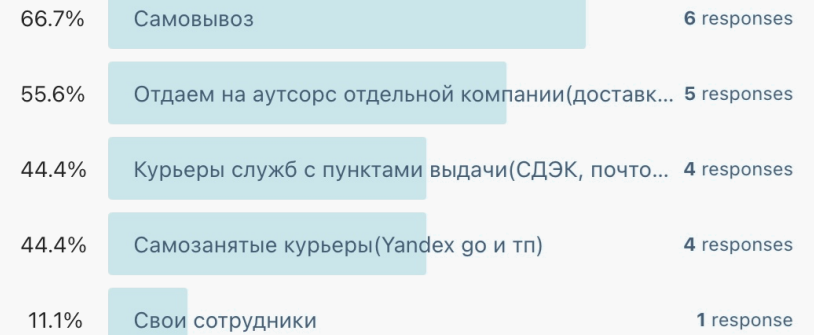 66.7% Самовывоз 6 responses
55.6% Отдаем на аутсорс отдельной компании(доставк... 5 responses
44.4% Курьеры служб с пунктами выдачи(СДЭК, почто... 4 responses
44.4% Самозанятые курьеры(Yandex go и тп) 4 responses
11.1% Свои сотрудники 1 response